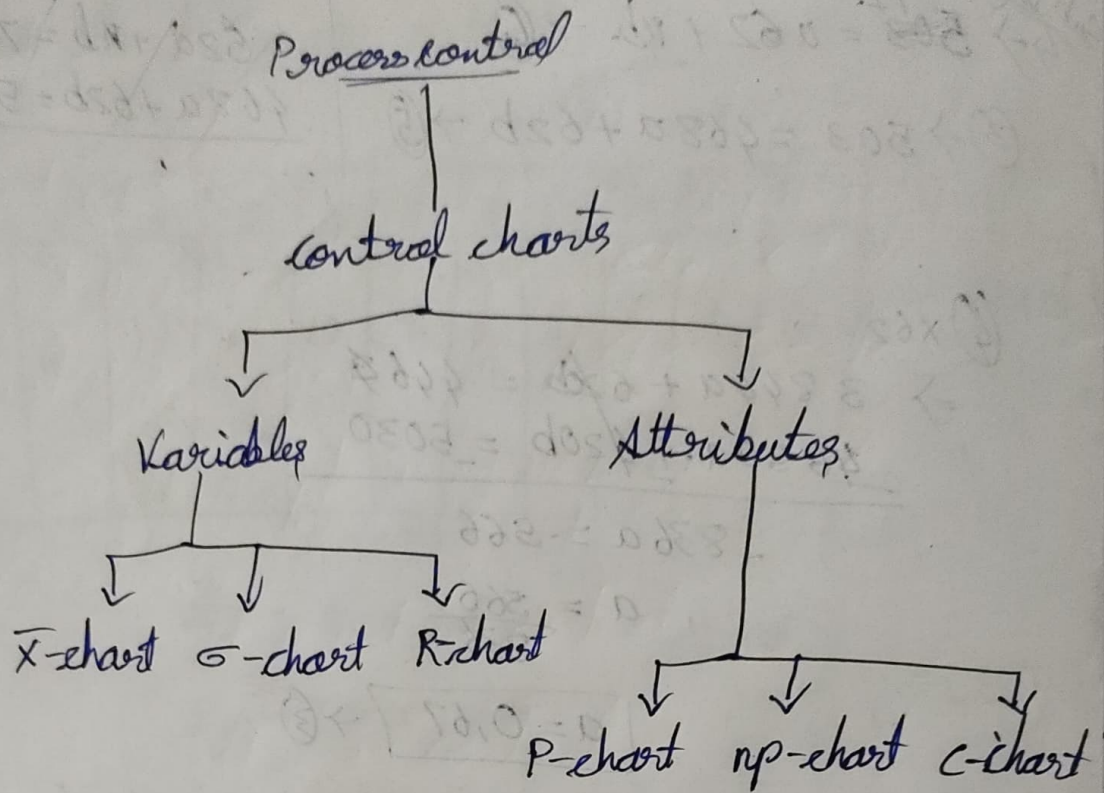 Process control
control charts
Variables Attributes
x̄-chart σ-chart R-chart
P-chart np-chart C-chart